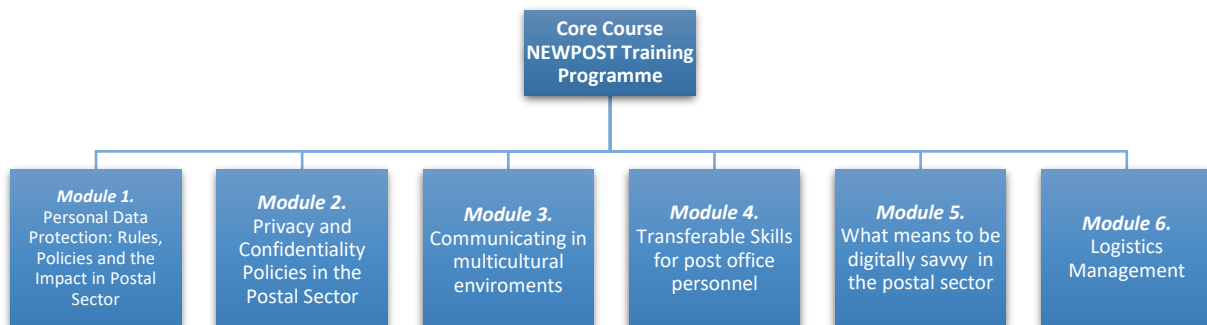 Core Course
NEWPOST Training
Programme
Module 1.
Personal Data
Protection: Rules,
Policies and the
Impact in Postal
Sector
Module 2.
Privacy and
Confidentiality
Policies in the
Postal Sector
Module 3.
Communicating in
multicultural
enviroments
Module 4.
Transferable Skills
for post office
personnel
Module 5.
What means to be
digitally savvy in
the postal sector
Module 6.
Logistics
Management